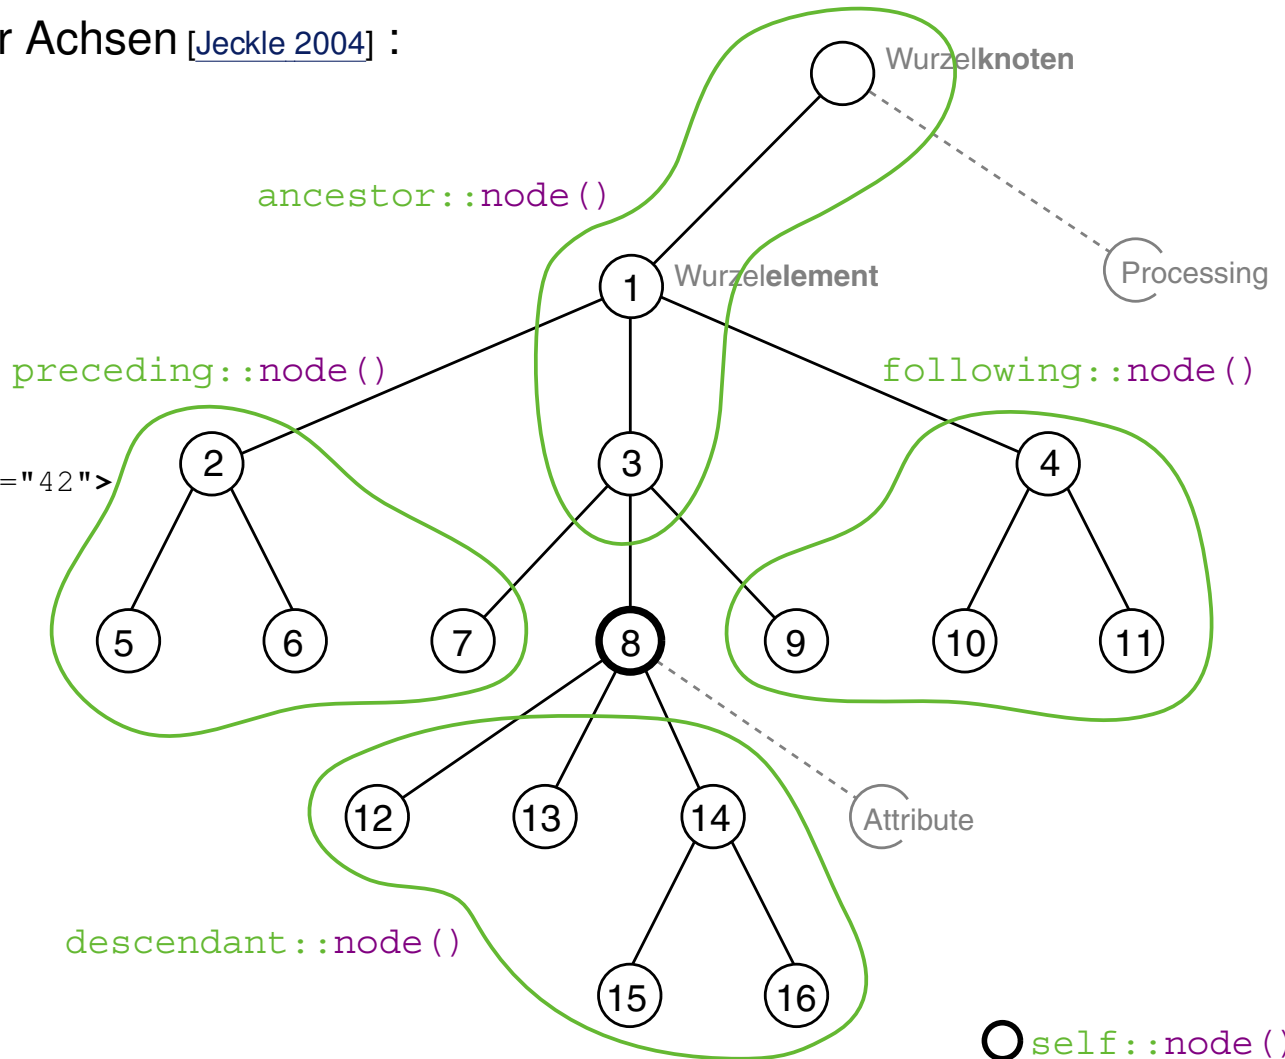 r Achsen [Jeckle 2004] :
Wurzelknoten
ancestor::node()
Processing
1
Wurzelelement
preceding::node()
following::node()
2
3
4
="42">
5
6
7
8
9
10
11
12
13
14
Attribute
descendant::node()
15
16
self::node()